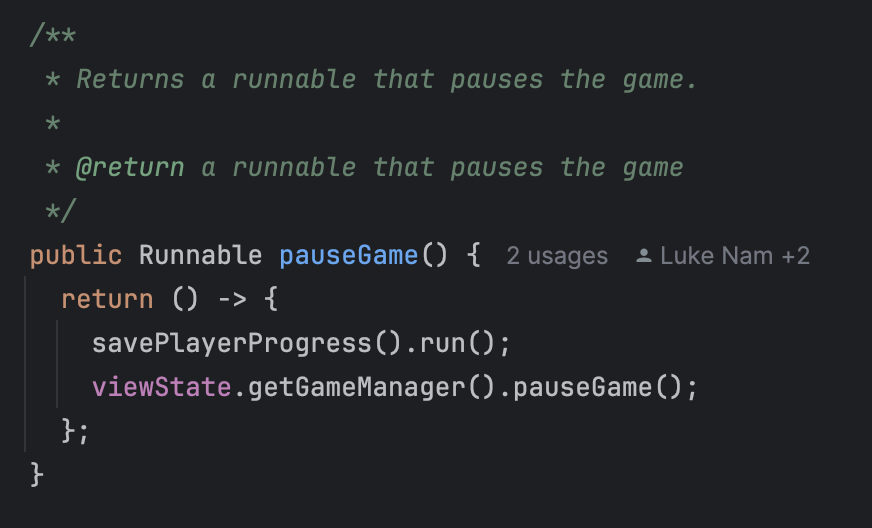 /**
 * Returns a runnable that pauses the game.
 *
 * @return a runnable that pauses the game
 */
public Runnable pauseGame() { 2 usages Luke Nam +2
  return () -> {
    savePlayerProgress().run();
    viewState.getGameManager().pauseGame();
  };
}